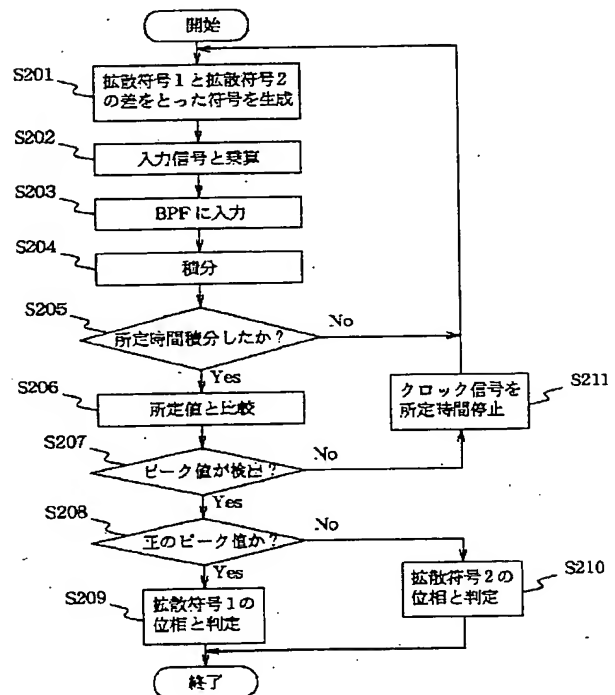 開始
S201
拡散符号1と拡散符号2
の差をとった符号を生成
S202
入力信号と乗算
S203
BPFに入力
S204
積分
S205
所定時間積分したか?
No
Yes
S206
所定値と比較
S211
クロック信号を
所定時間停止
S207
ピーク値が検出?
No
Yes
S208
正のピーク値か?
No
Yes
S209
拡散符号1の
位相と判定
S210
拡散符号2の
位相と判定
終了